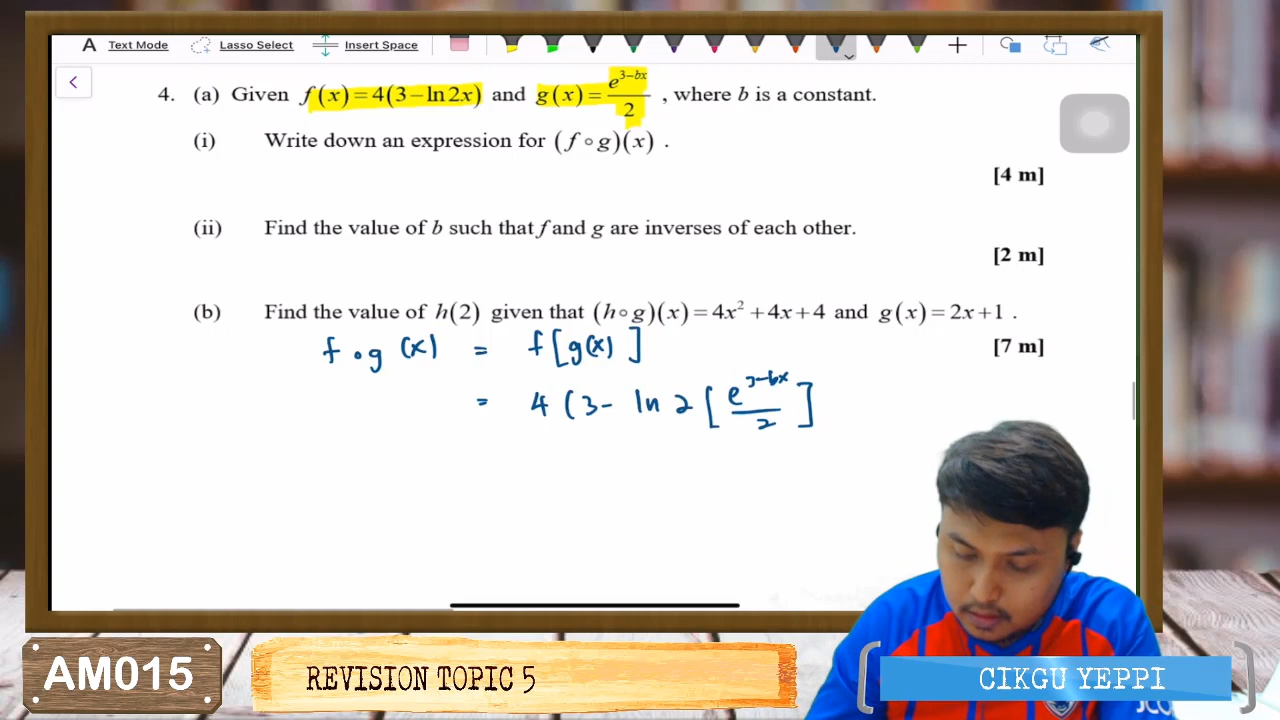 A Text Mode Lasso Select Insert Space
4. (a) Given f(x)=4(3−ln2x) and g(x)=e^{3−bx}/2 , where b is a constant.
(i) Write down an expression for (f∘g)(x) .
[4 m]
(ii) Find the value of b such that f and g are inverses of each other.
[2 m]
(b) Find the value of h(2) given that (h∘g)(x)=4x²+4x+4 and g(x)=2x+1 .
[7 m]
f∘g (x) = f[g(x)]
= 4 (3− ln 2 [e^{3−bx}/2]
AM015
REVISION TOPIC 5
CIKGU YEPPI